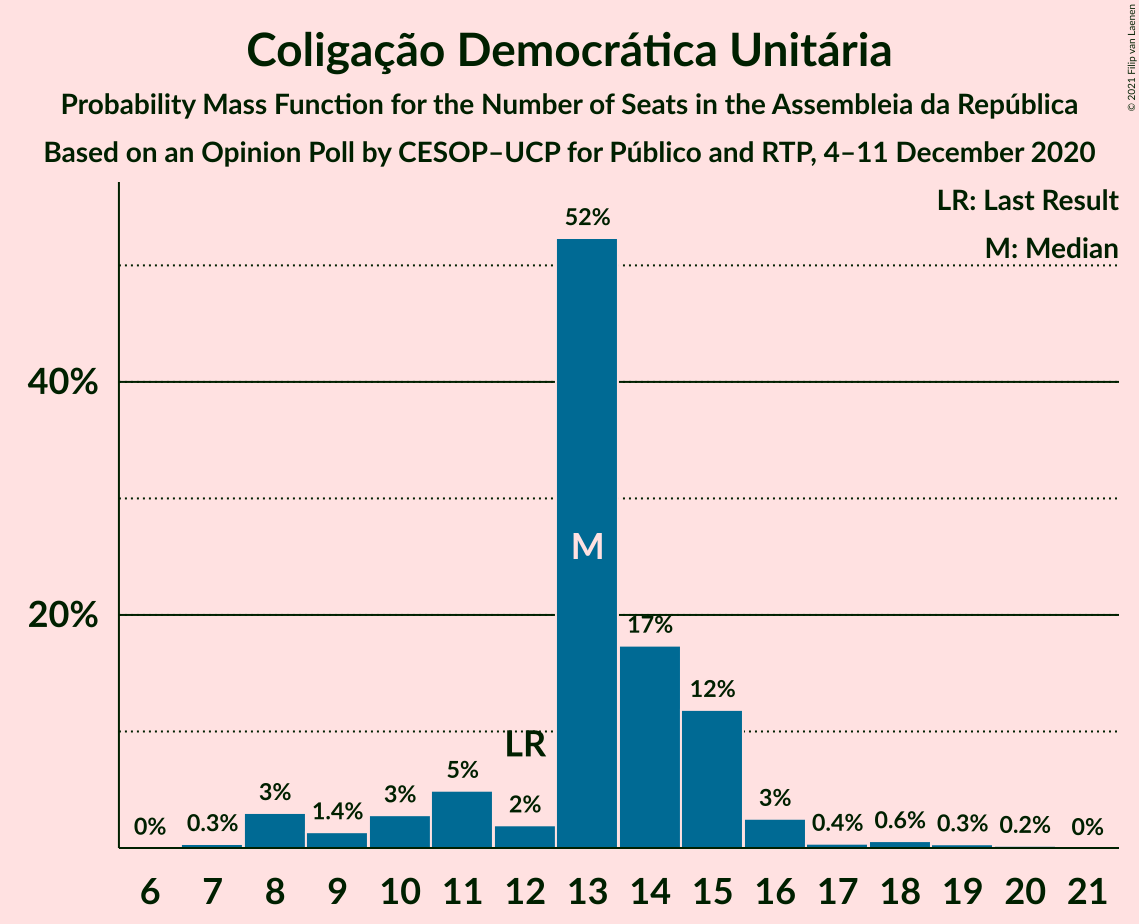 Coligação Democrática Unitária
Probability Mass Function for the Number of Seats in the Assembleia da República
Based on an Opinion Poll by CESOP–UCP for Público and RTP, 4–11 December 2020
© 2021 Filip van Laenen
LR: Last Result
M: Median
52%
40%
M
20%
17%
12%
LR
5%
3%
1.4%
3%
2%
3%
0%
0.3%
0.4%
0.6%
0.3%
0.2%
0%
6 7 8 9 10 11 12 13 14 15 16 17 18 19 20 21